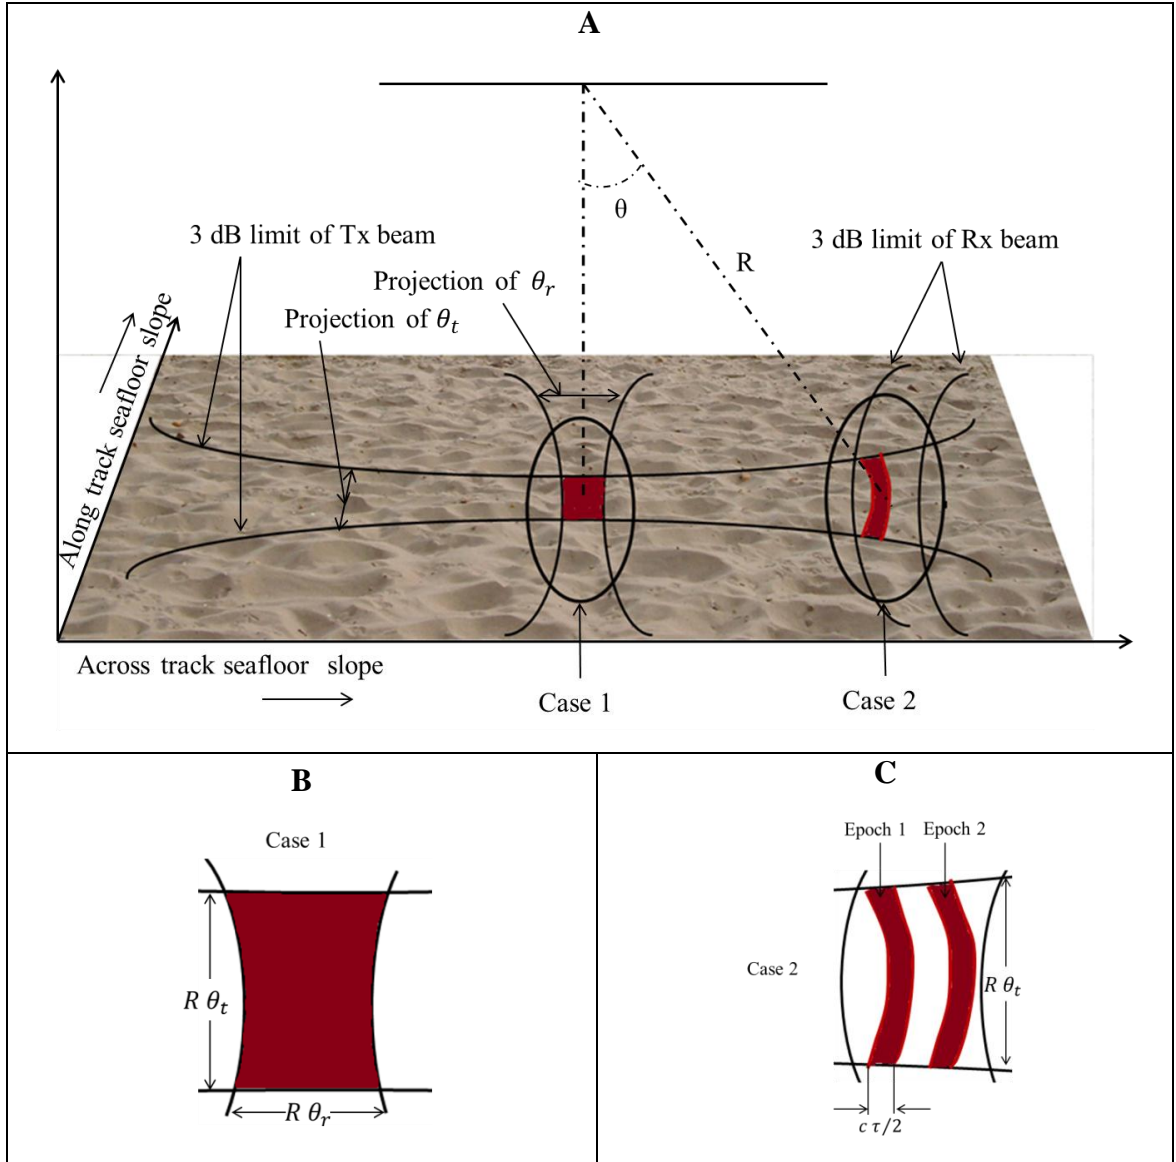 A
θ
3 dB limit of Tx beam
3 dB limit of Rx beam
R
Projection of θᵣ
Projection of θₜ
Along track seafloor slope
Across track seafloor slope
Case 1
Case 2
B
Case 1
R θₜ
R θᵣ
C
Epoch 1
Epoch 2
Case 2
R θₜ
c τ/2